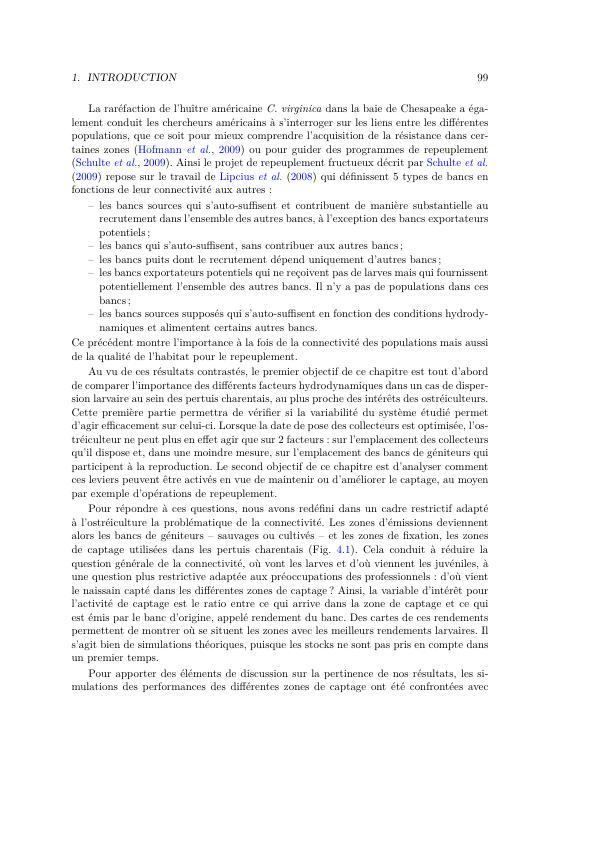 1. INTRODUCTION 99
La raréfaction de l'huître américaine C. virginica dans la baie de Chesapeake a éga-
lement conduit les chercheurs américains à s'interroger sur les liens entre les différentes
populations, que ce soit pour mieux comprendre l'acquisition de la résistance dans cer-
taines zones (Hofmann et al., 2009) ou pour guider des programmes de repeuplement
(Schulte et al., 2009). Ainsi le projet de repeuplement fructueux décrit par Schulte et al.
(2009) repose sur le travail de Lipcius et al. (2008) qui définissent 5 types de bancs en
fonctions de leur connectivité aux autres :
– les bancs sources qui s'auto-suffisent et contribuent de manière substantielle au
recrutement dans l'ensemble des autres bancs, à l'exception des bancs exportateurs
potentiels ;
– les bancs qui s'auto-suffisent, sans contribuer aux autres bancs ;
– les bancs puits dont le recrutement dépend uniquement d'autres bancs ;
– les bancs exportateurs potentiels qui ne reçoivent pas de larves mais qui fournissent
potentiellement l'ensemble des autres bancs. Il n'y a pas de populations dans ces
bancs ;
– les bancs sources supposés qui s'auto-suffisent en fonction des conditions hydrody-
namiques et alimentent certains autres bancs.
Ce précédent montre l'importance à la fois de la connectivité des populations mais aussi
de la qualité de l'habitat pour le repeuplement.
Au vu de ces résultats contrastés, le premier objectif de ce chapitre est tout d'abord
de comparer l'importance des différents facteurs hydrodynamiques dans un cas de disper-
sion larvaire au sein des pertuis charentais, au plus proche des intérêts des ostréiculteurs.
Cette première partie permettra de vérifier si la variabilité du système étudié permet
d'agir efficacement sur celui-ci. Lorsque la date de pose des collecteurs est optimisée, l'os-
tréiculteur ne peut plus en effet agir que sur 2 facteurs : sur l'emplacement des collecteurs
qu'il dispose et, dans une moindre mesure, sur l'emplacement des bancs de géniteurs qui
participent à la reproduction. Le second objectif de ce chapitre est d'analyser comment
ces leviers peuvent être activés en vue de maintenir ou d'améliorer le captage, au moyen
par exemple d'opérations de repeuplement.
Pour répondre à ces questions, nous avons redéfini dans un cadre restrictif adapté
à l'ostréiculture la problématique de la connectivité. Les zones d'émissions deviennent
alors les bancs de géniteurs – sauvages ou cultivés – et les zones de fixation, les zones
de captage utilisées dans les pertuis charentais (Fig. 4.1). Cela conduit à réduire la
question générale de la connectivité, où vont les larves et d'où viennent les juvéniles, à
une question plus restrictive adaptée aux préoccupations des professionnels : d'où vient
le naissain capté dans les différentes zones de captage ? Ainsi, la variable d'intérêt pour
l'activité de captage est le ratio entre ce qui arrive dans la zone de captage et ce qui
est émis par le banc d'origine, appelé rendement du banc. Des cartes de ces rendements
permettent de montrer où se situent les zones avec les meilleurs rendements larvaires. Il
s'agit bien de simulations théoriques, puisque les stocks ne sont pas pris en compte dans
un premier temps.
Pour apporter des éléments de discussion sur la pertinence de nos résultats, les si-
mulations des performances des différentes zones de captage ont été confrontées avec